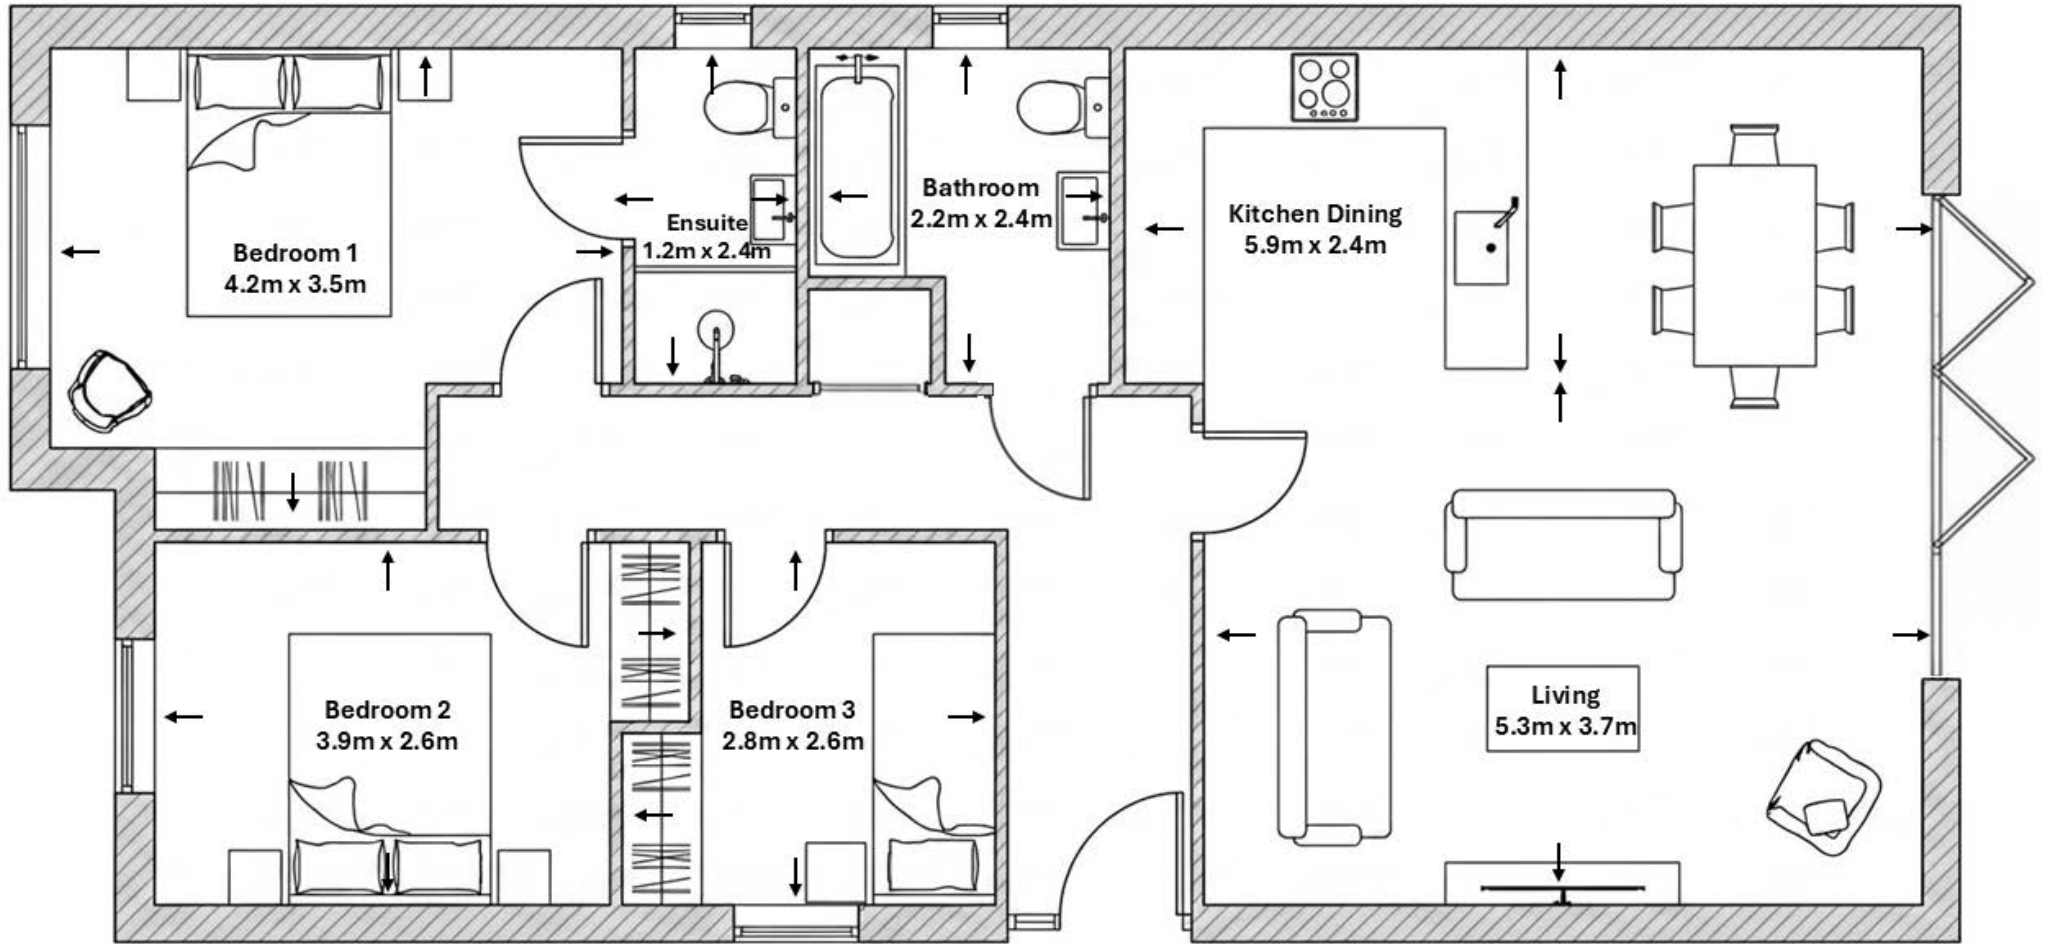 Bedroom 1
4.2m x 3.5m
Ensuite
1.2m x 2.4m
Bathroom
2.2m x 2.4m
Kitchen Dining
5.9m x 2.4m
Bedroom 2
3.9m x 2.6m
Bedroom 3
2.8m x 2.6m
Living
5.3m x 3.7m